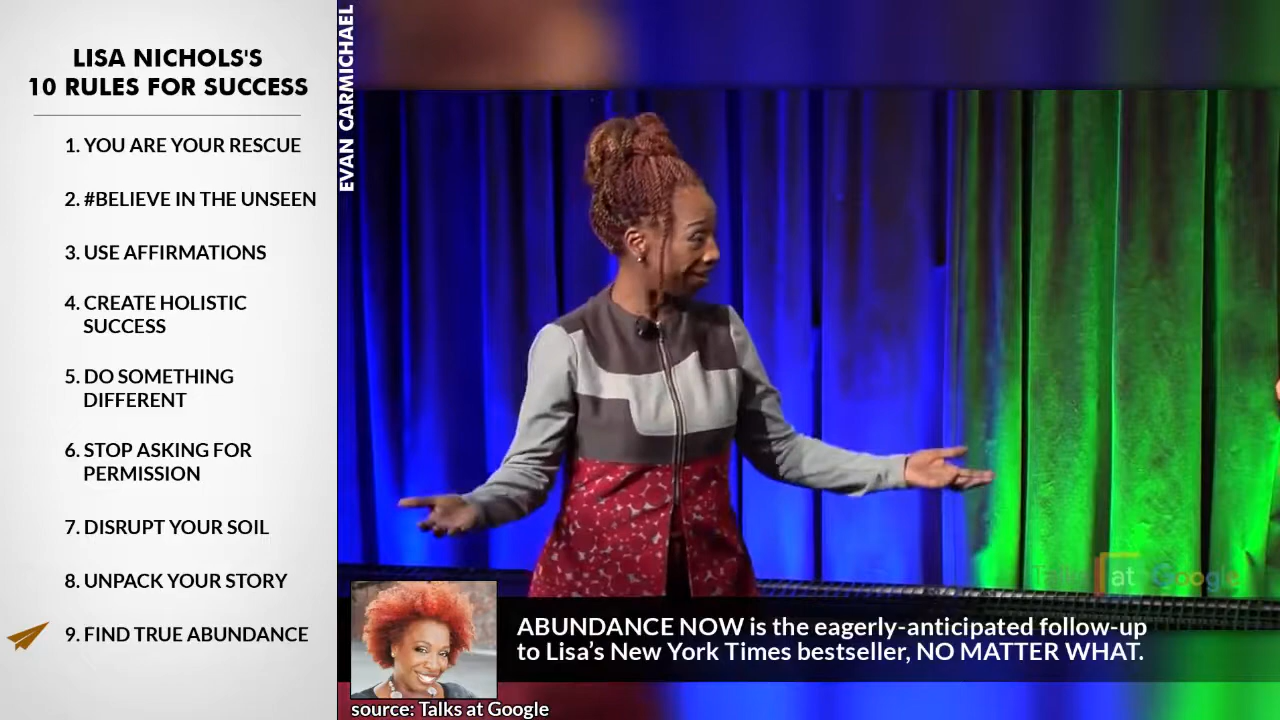 LISA NICHOLS'S
10 RULES FOR SUCCESS
1. YOU ARE YOUR RESCUE
2. #BELIEVE IN THE UNSEEN
3. USE AFFIRMATIONS
4. CREATE HOLISTIC
SUCCESS
5. DO SOMETHING
DIFFERENT
6. STOP ASKING FOR
PERMISSION
7. DISRUPT YOUR SOIL
8. UNPACK YOUR STORY
9. FIND TRUE ABUNDANCE
EVAN CARMICHAEL
Talks at Google
ABUNDANCE NOW is the eagerly-anticipated follow-up
to Lisa's New York Times bestseller, NO MATTER WHAT.
source: Talks at Google